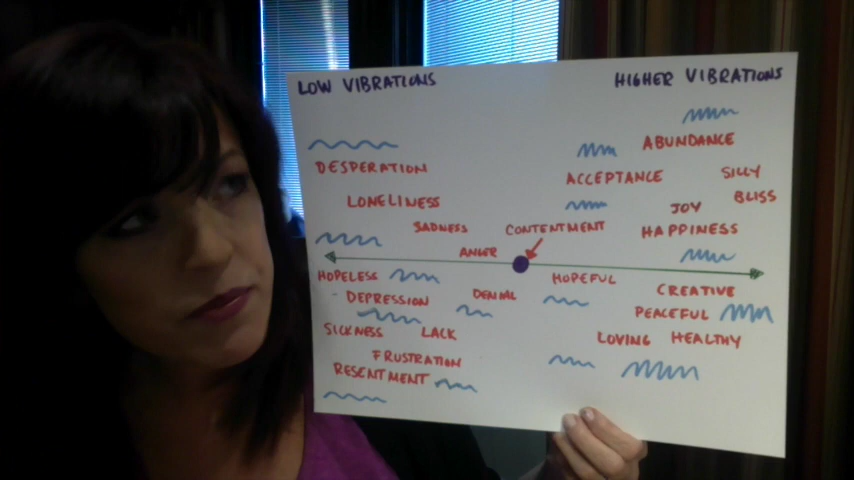 LOW VIBRATIONS
HIGHER VIBRATIONS
DESPERATION
LONELINESS
SADNESS
ANGER
HOPELESS
DEPRESSION
DENIAL
SICKNESS
LACK
FRUSTRATION
RESENTMENT
CONTENTMENT
ABUNDANCE
ACCEPTANCE
SILLY
BLISS
JOY
HAPPINESS
HOPEFUL
CREATIVE
PEACEFUL
LOVING
HEALTHY